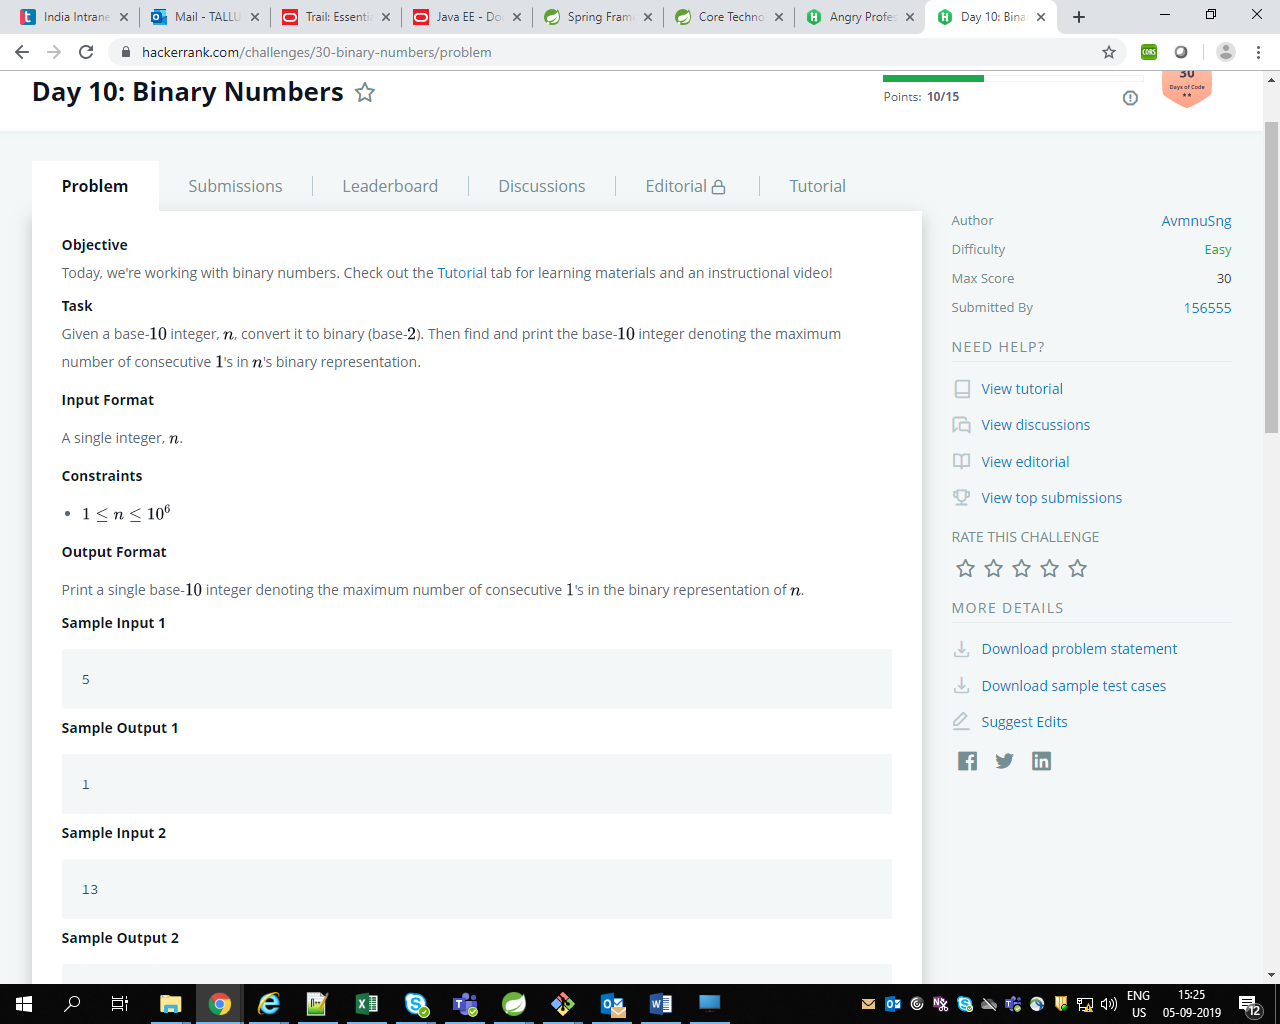 India Intrane
Mail - TALLU
Trail: Essentia
Java EE - Do
Spring Fram
Core Techno
Angry Profes
Day 10: Bina
hackerrank.com/challenges/30-binary-numbers/problem
CORS
Day 10: Binary Numbers
Points: 10/15
30
Days of Code
Problem
Submissions
Leaderboard
Discussions
Editorial
Tutorial
Objective
Today, we're working with binary numbers. Check out the Tutorial tab for learning materials and an instructional video!
Task
Given a base-10 integer, n, convert it to binary (base-2). Then find and print the base-10 integer denoting the maximum
number of consecutive 1's in n's binary representation.
Input Format
A single integer, n.
Constraints
• 1 ≤ n ≤ 10⁶
Output Format
Print a single base-10 integer denoting the maximum number of consecutive 1's in the binary representation of n.
Sample Input 1
5
Sample Output 1
1
Sample Input 2
13
Sample Output 2
Author AvmnuSng
Difficulty Easy
Max Score 30
Submitted By 156555
NEED HELP?
View tutorial
View discussions
View editorial
View top submissions
RATE THIS CHALLENGE
MORE DETAILS
Download problem statement
Download sample test cases
Suggest Edits
ENG
US
15:25
05-09-2019
12